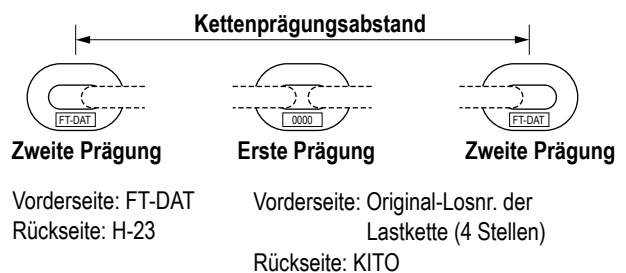 Kettenprägungsabstand
FT-DAT 0000 FT-DAT
Zweite Prägung Erste Prägung Zweite Prägung
Vorderseite: FT-DAT
Rückseite: H-23
Vorderseite: Original-Losnr. der
Lastkette (4 Stellen)
Rückseite: KITO